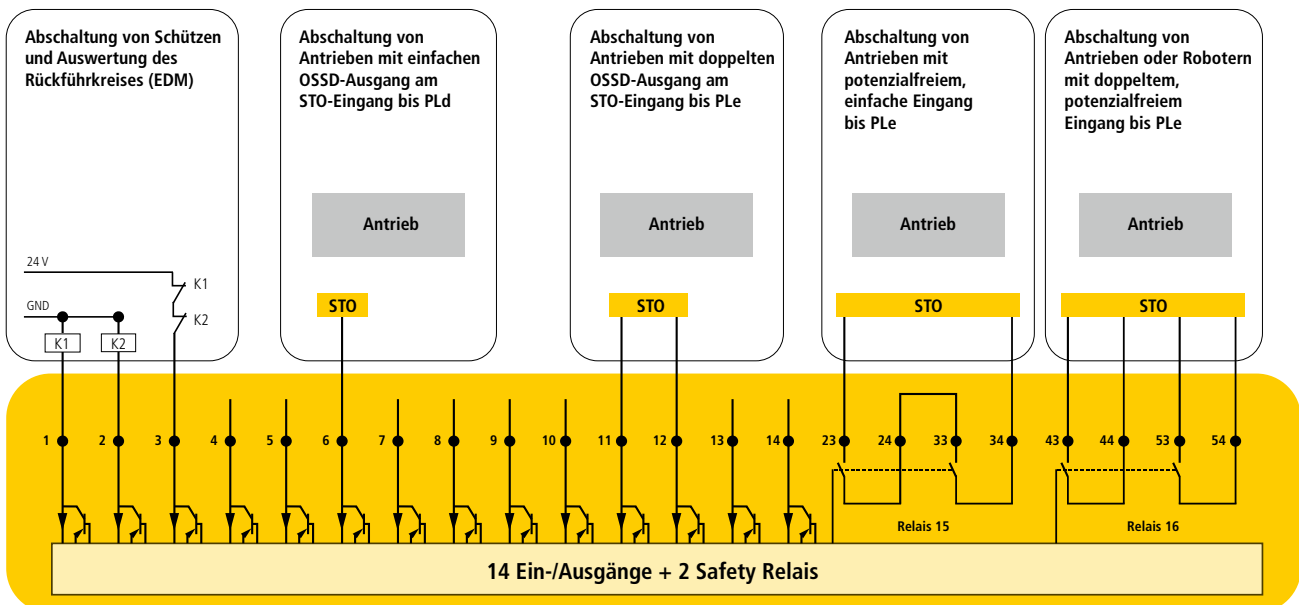 Abschaltung von Schützen
und Auswertung des
Rückführkreises (EDM)
24 V
GND
K1
K2
K1
K2
Abschaltung von
Antrieben mit einfachen
OSSD-Ausgang am
STO-Eingang bis PLd
Antrieb
STO
Abschaltung von
Antrieben mit doppelten
OSSD-Ausgang am
STO-Eingang bis PLe
Antrieb
STO
Abschaltung von
Antrieben mit
potenzialfreiem,
einfache Eingang
bis PLe
Antrieb
STO
Abschaltung von
Antrieben oder Robotern
mit doppeltem,
potenzialfreiem
Eingang bis PLe
Antrieb
STO
1 2 3 4 5 6 7 8 9 10 11 12 13 14 23 24 33 34 43 44 53 54
Relais 15
Relais 16
14 Ein-/Ausgänge + 2 Safety Relais